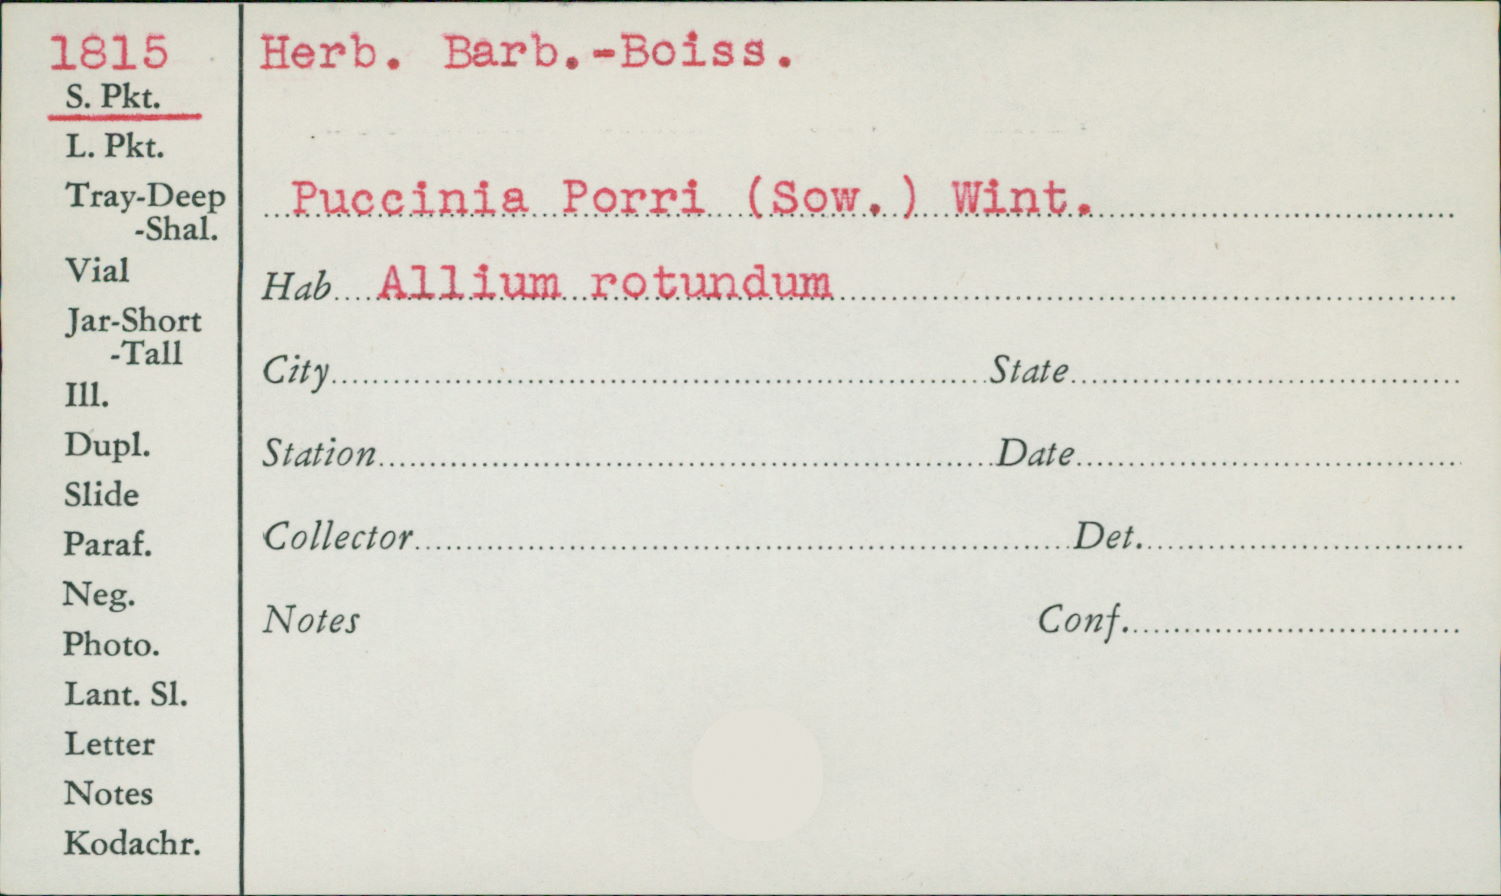 1815
S. Pkt.
L. Pkt.
Tray-Deep
-Shal.
Vial
Jar-Short
-Tall
Ill.
Dupl.
Slide
Paraf.
Neg.
Photo.
Lant. Sl.
Letter
Notes
Kodachr.
Herb. Barb.-Boiss.
Puccinia Porri (Sow.) Wint.
Hab. Allium rotundum
City State
Station Date
Collector Det.
Notes Conf.